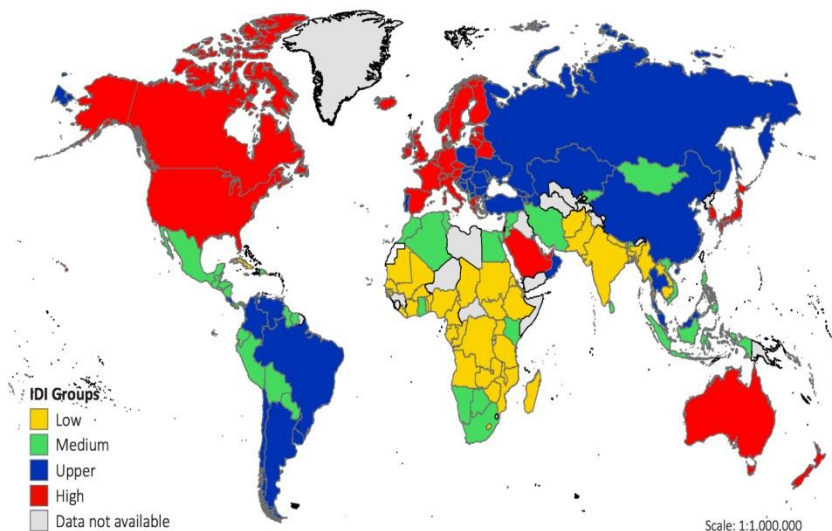 IDI Groups
Low
Medium
Upper
High
Data not available
Scale: 1:1.000.000